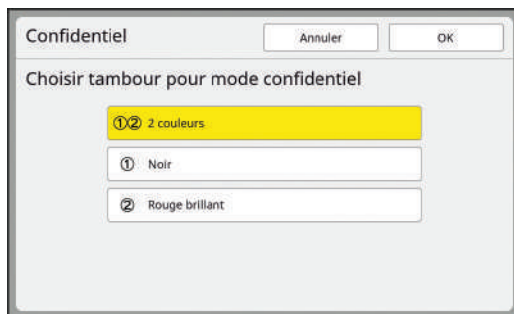 Confidentiel Annuler OK
Choisir tambour pour mode confidentiel
①② 2 couleurs
① Noir
② Rouge brillant